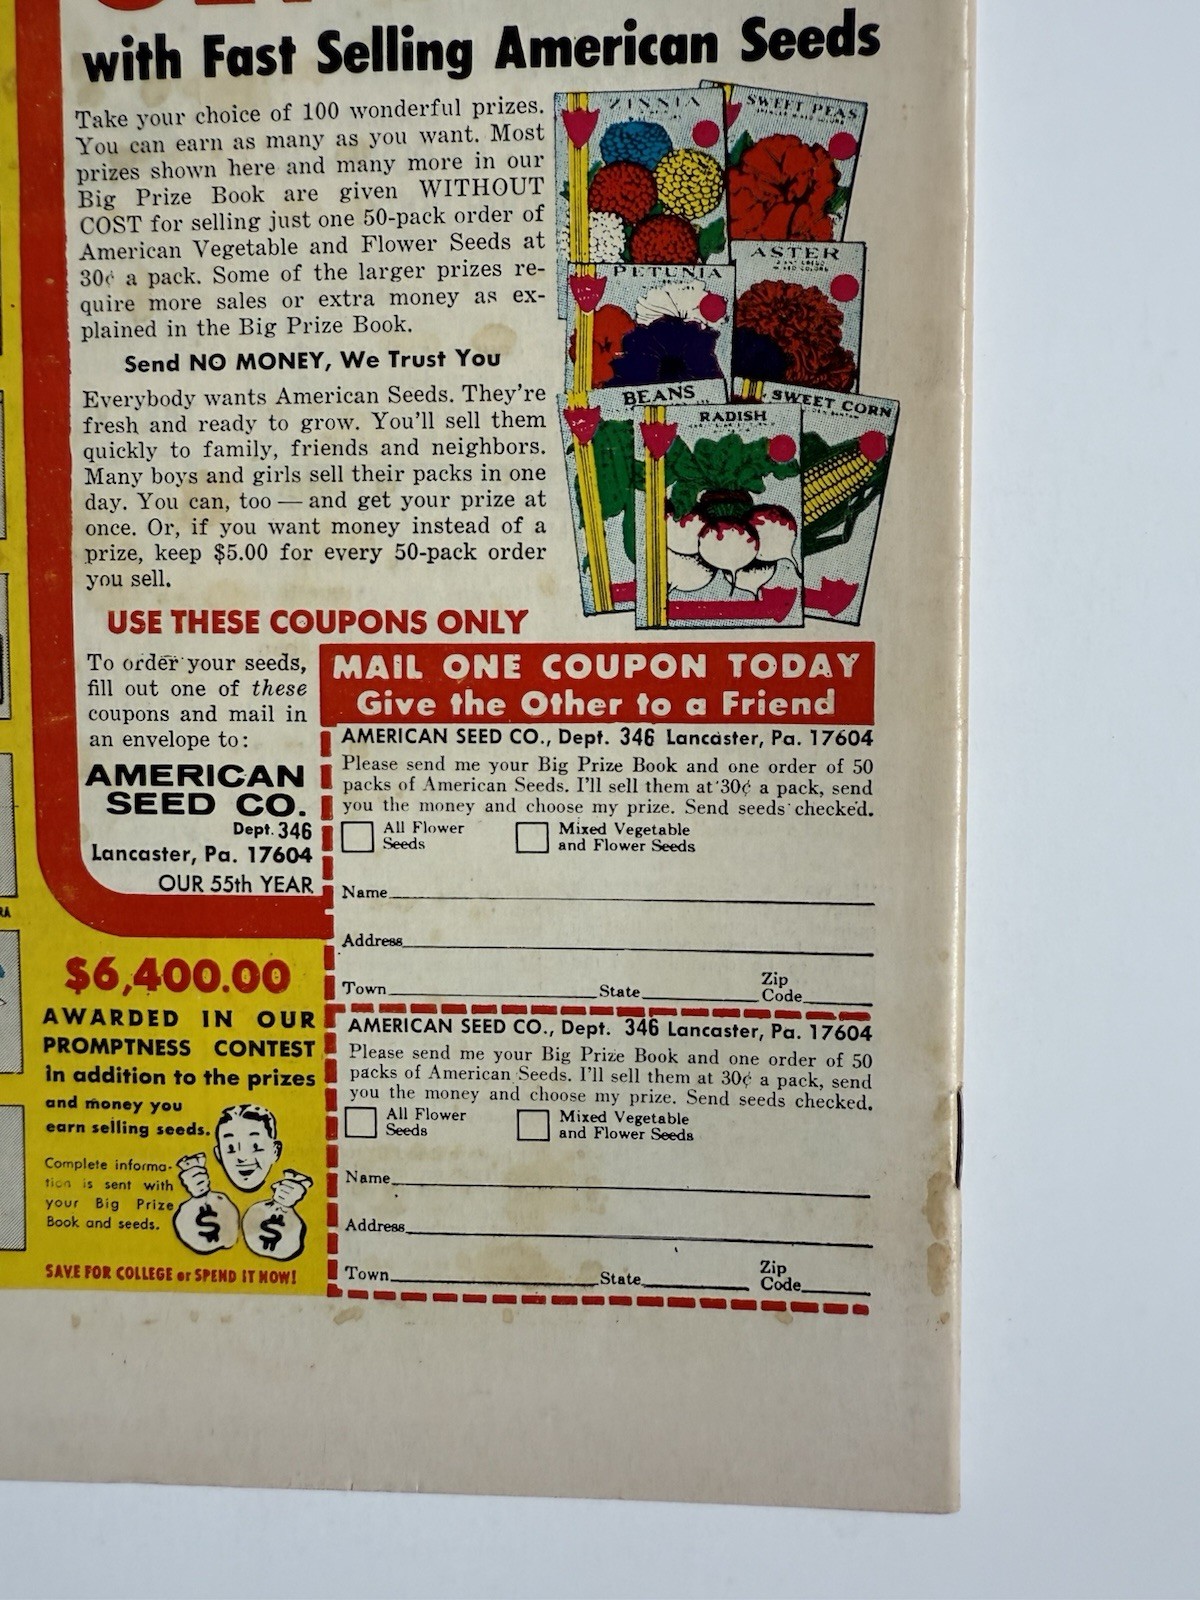 with Fast Selling American Seeds
Take your choice of 100 wonderful prizes.
You can earn as many as you want. Most
prizes shown here and many more in our
Big Prize Book are given WITHOUT
COST for selling just one 50-pack order of
American Vegetable and Flower Seeds at
30¢ a pack. Some of the larger prizes re-
quire more sales or extra money as ex-
plained in the Big Prize Book.
Send NO MONEY, We Trust You
Everybody wants American Seeds. They're
fresh and ready to grow. You'll sell them
quickly to family, friends and neighbors.
Many boys and girls sell their packs in one
day. You can, too — and get your prize at
once. Or, if you want money instead of a
prize, keep $5.00 for every 50-pack order
you sell.
ZINNIA
SWEET PEAS
PETUNIA
ASTER
BEANS
RADISH
SWEET CORN
USE THESE COUPONS ONLY
To order your seeds,
fill out one of these
coupons and mail in
an envelope to:
AMERICAN
SEED CO.
Dept. 346
Lancaster, Pa. 17604
OUR 55th YEAR
MAIL ONE COUPON TODAY
Give the Other to a Friend
AMERICAN SEED CO., Dept. 346 Lancaster, Pa. 17604
Please send me your Big Prize Book and one order of 50
packs of American Seeds. I'll sell them at 30¢ a pack, send
you the money and choose my prize. Send seeds checked.
All Flower
Seeds
Mixed Vegetable
and Flower Seeds
Name
Address
Town State Zip
Code
AMERICAN SEED CO., Dept. 346 Lancaster, Pa. 17604
Please send me your Big Prize Book and one order of 50
packs of American Seeds. I'll sell them at 30¢ a pack, send
you the money and choose my prize. Send seeds checked.
All Flower
Seeds
Mixed Vegetable
and Flower Seeds
Name
Address
Town State Zip
Code
$6,400.00
AWARDED IN OUR
PROMPTNESS CONTEST
in addition to the prizes
and money you
earn selling seeds.
Complete informa-
tion is sent with
your Big Prize
Book and seeds.
$ $
SAVE FOR COLLEGE or SPEND IT NOW!